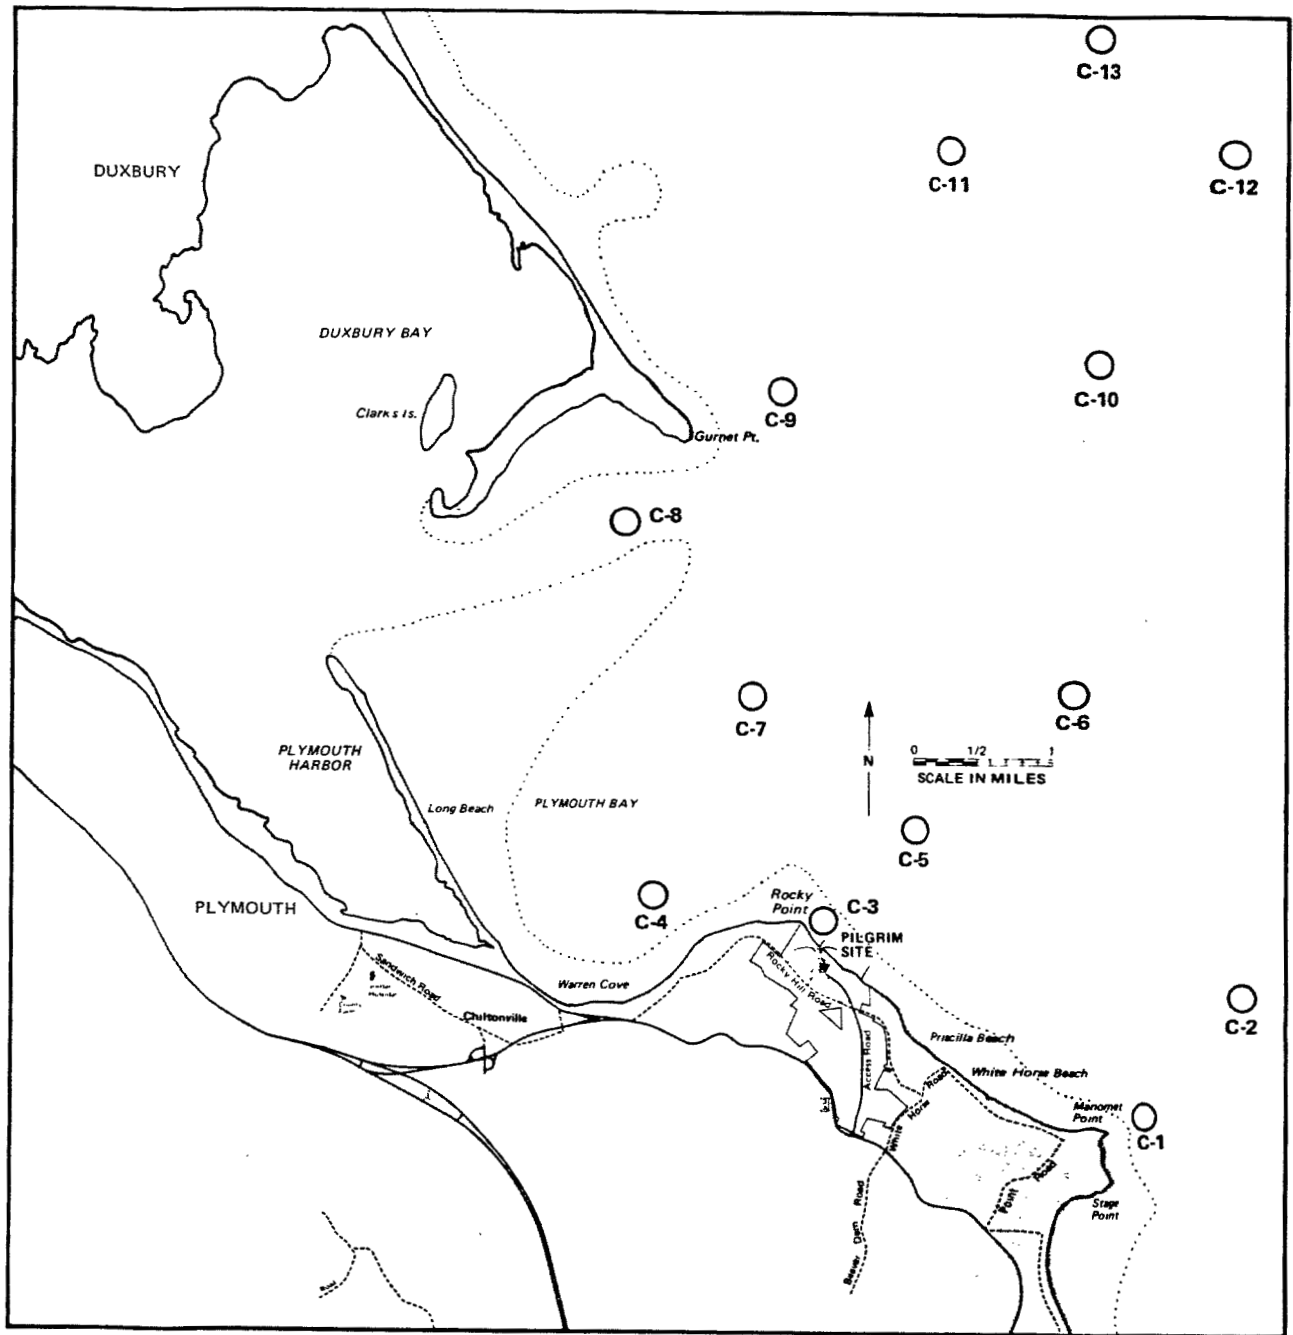 C-13
C-11
C-12
DUXBURY
DUXBURY BAY
Clarks Is.
C-9
C-10
Gurnet Pt.
C-8
C-7
C-6
N
0 1/2 1
SCALE IN MILES
PLYMOUTH
HARBOR
Long Beach
PLYMOUTH BAY
C-5
PLYMOUTH
C-4
Rocky
Point
C-3
PILGRIM
SITE
Rocky Hill Road
Sandwich Road
Warren Cove
Chiltonville
C-2
Access Road
Priscilla Beach
White Horse Beach
White Horse Road
Manomet
Point
C-1
Point Road
Stage
Point
Beaver Dam Road
Road